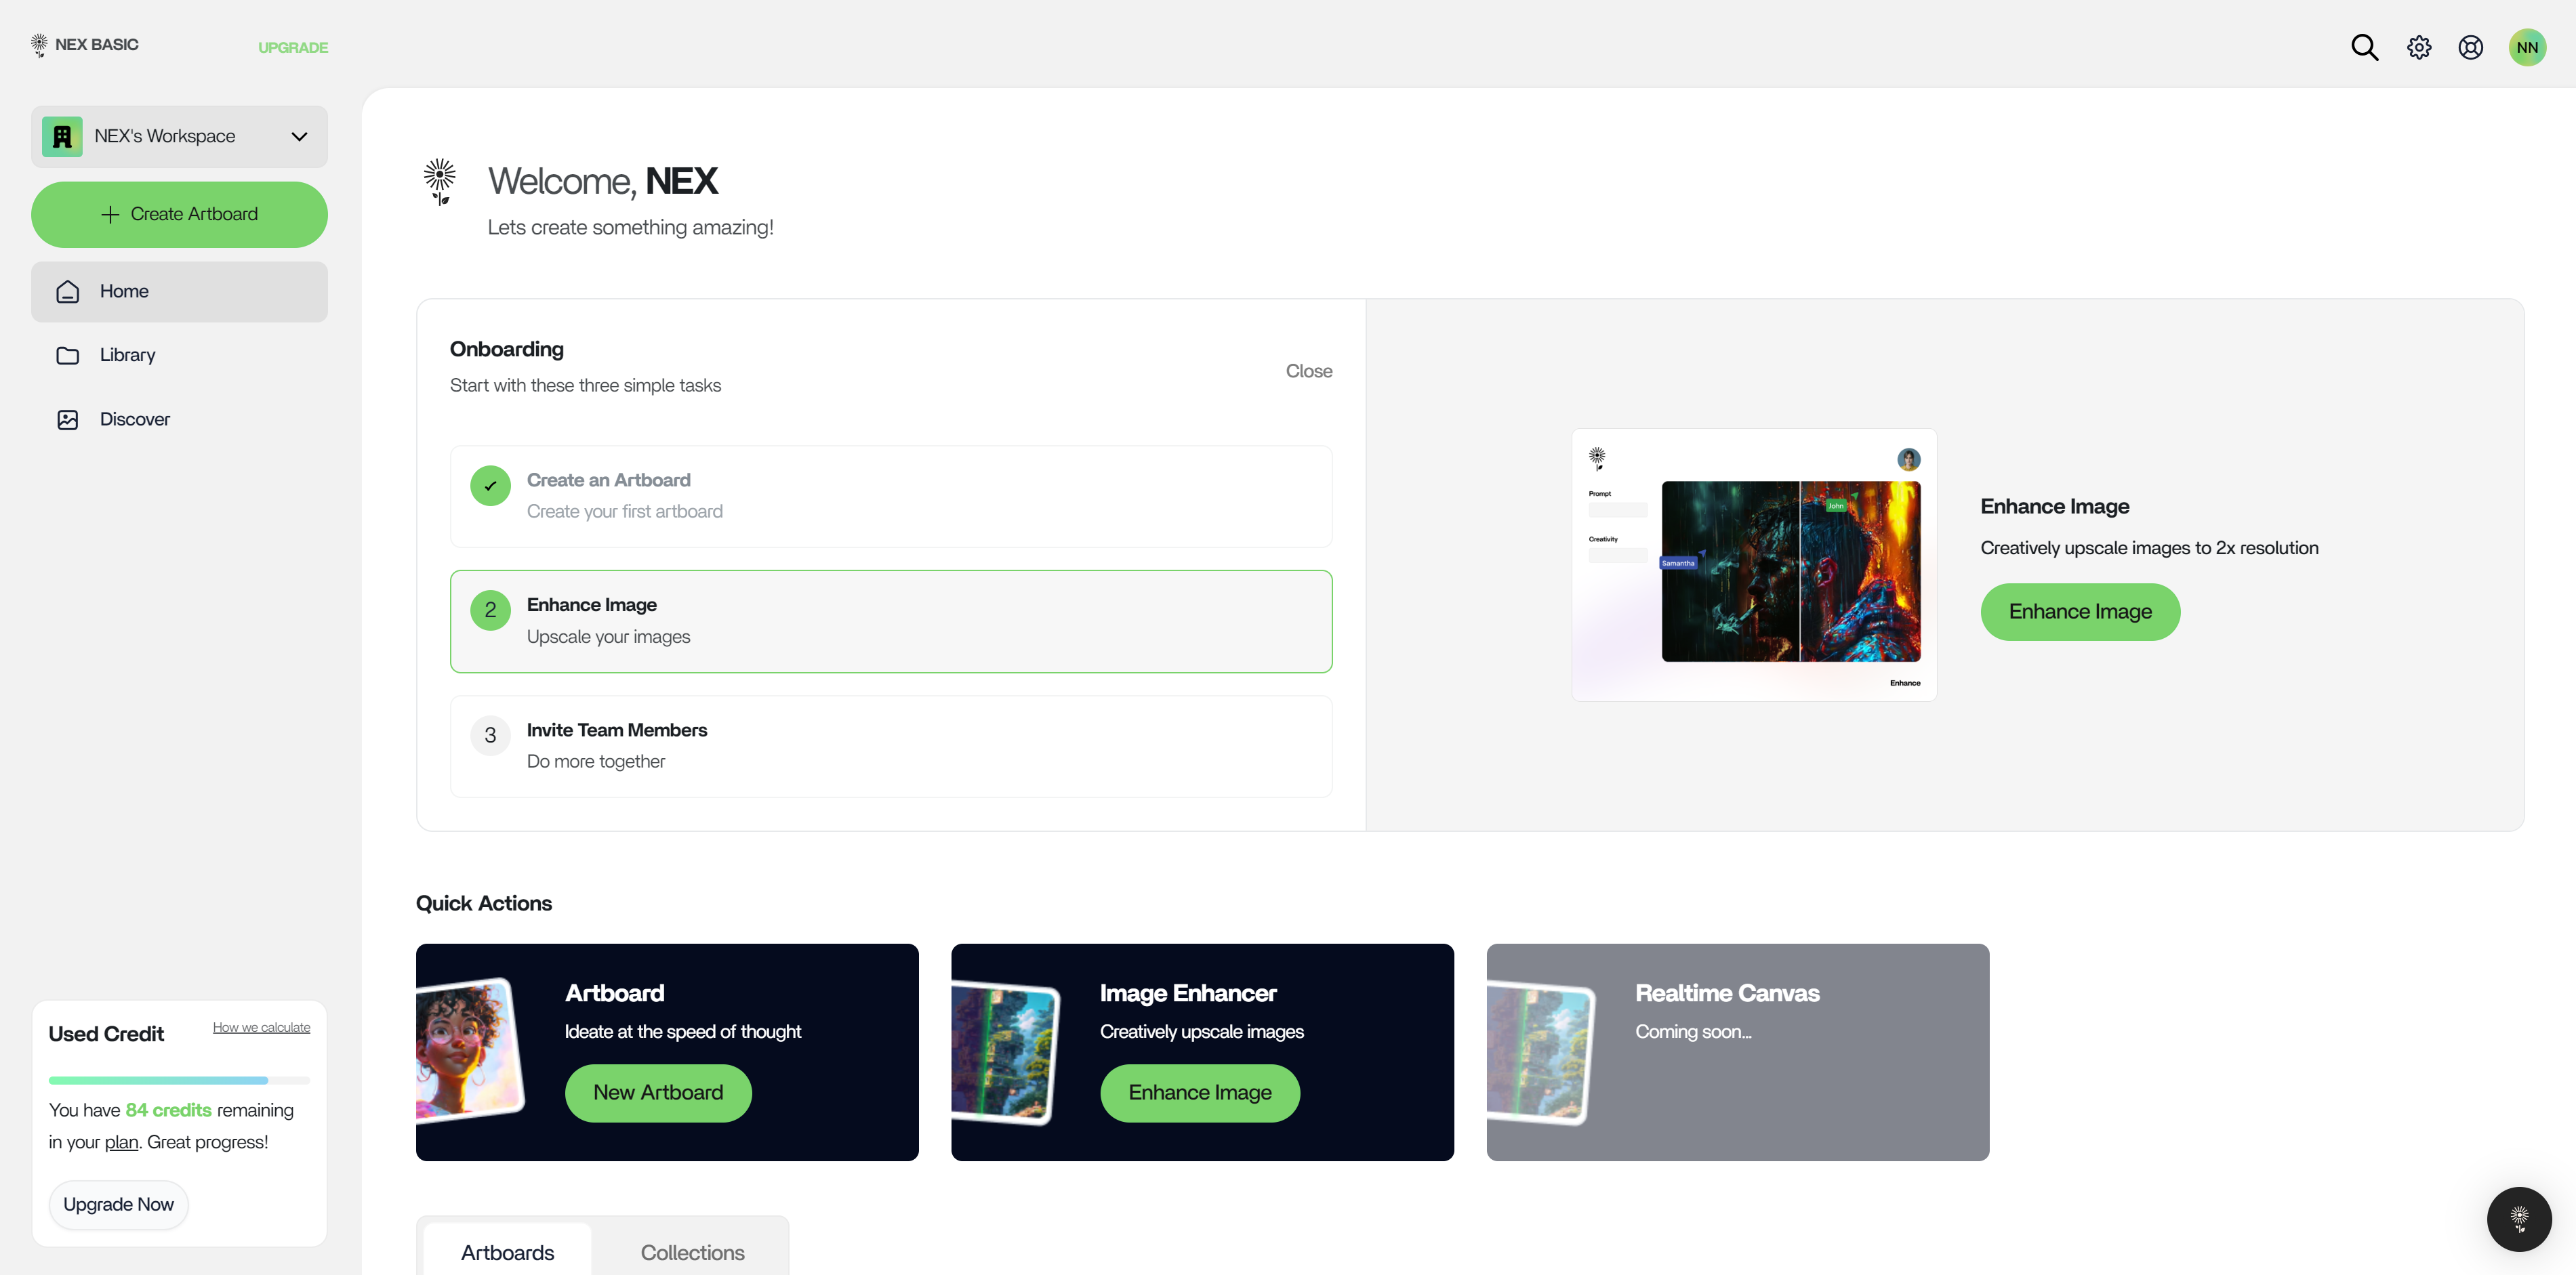 NEX BASIC
UPGRADE
NN
NEX's Workspace
Create Artboard
Home
Library
Discover
Used Credit
How we calculate
You have 84 credits remaining
in your plan. Great progress!
Upgrade Now
Welcome, NEX
Lets create something amazing!
Onboarding
Start with these three simple tasks
Close
Create an Artboard
Create your first artboard
2
Enhance Image
Upscale your images
3
Invite Team Members
Do more together
Prompt
Creativity
John
Samantha
Enhance
Enhance Image
Creatively upscale images to 2x resolution
Enhance Image
Quick Actions
Artboard
Ideate at the speed of thought
New Artboard
Image Enhancer
Creatively upscale images
Enhance Image
Realtime Canvas
Coming soon...
Artboards
Collections